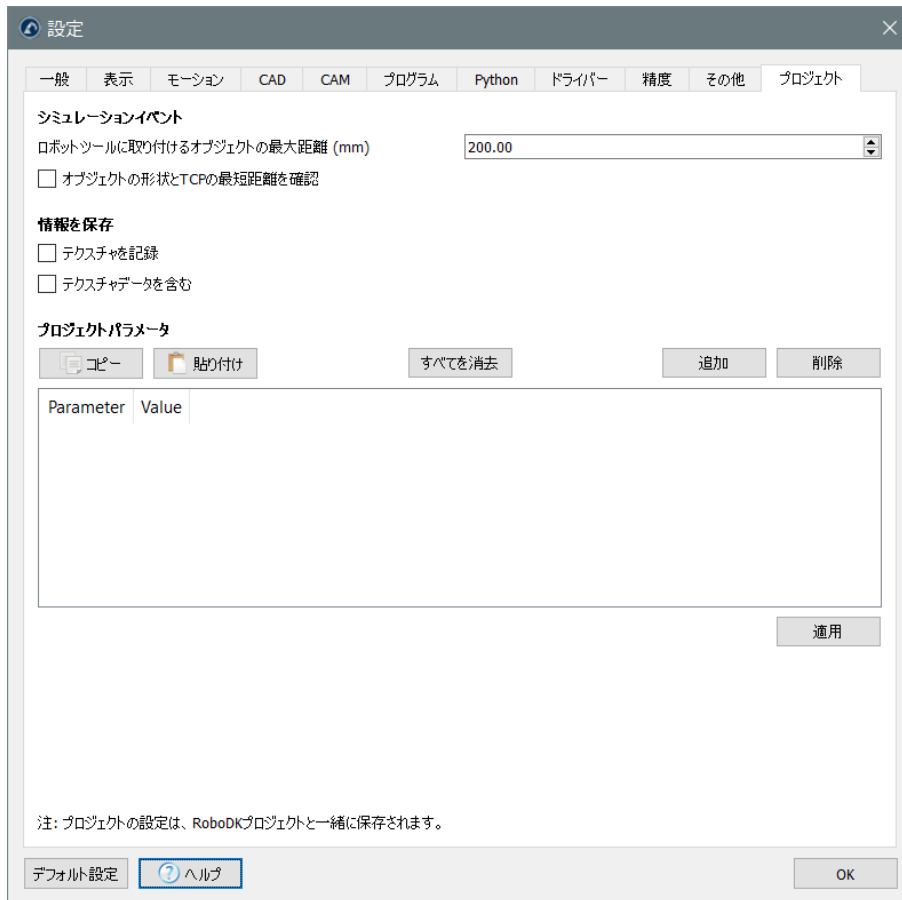 設定
一般 表示 モーション CAD CAM プログラム Python ドライバー 精度 その他 プロジェクト
シミュレーションイベント
ロボットツールに取り付けるオブジェクトの最大距離 (mm) 200.00
オブジェクトの形状とTCPの最短距離を確認
情報を保存
テクスチャを記録
テクスチャデータを含む
プロジェクトパラメータ
コピー 貼り付け すべてを消去 追加 削除
Parameter Value
適用
注: プロジェクトの設定は、RoboDKプロジェクトと一緒に保存されます。
デフォルト設定 ? ヘルプ OK